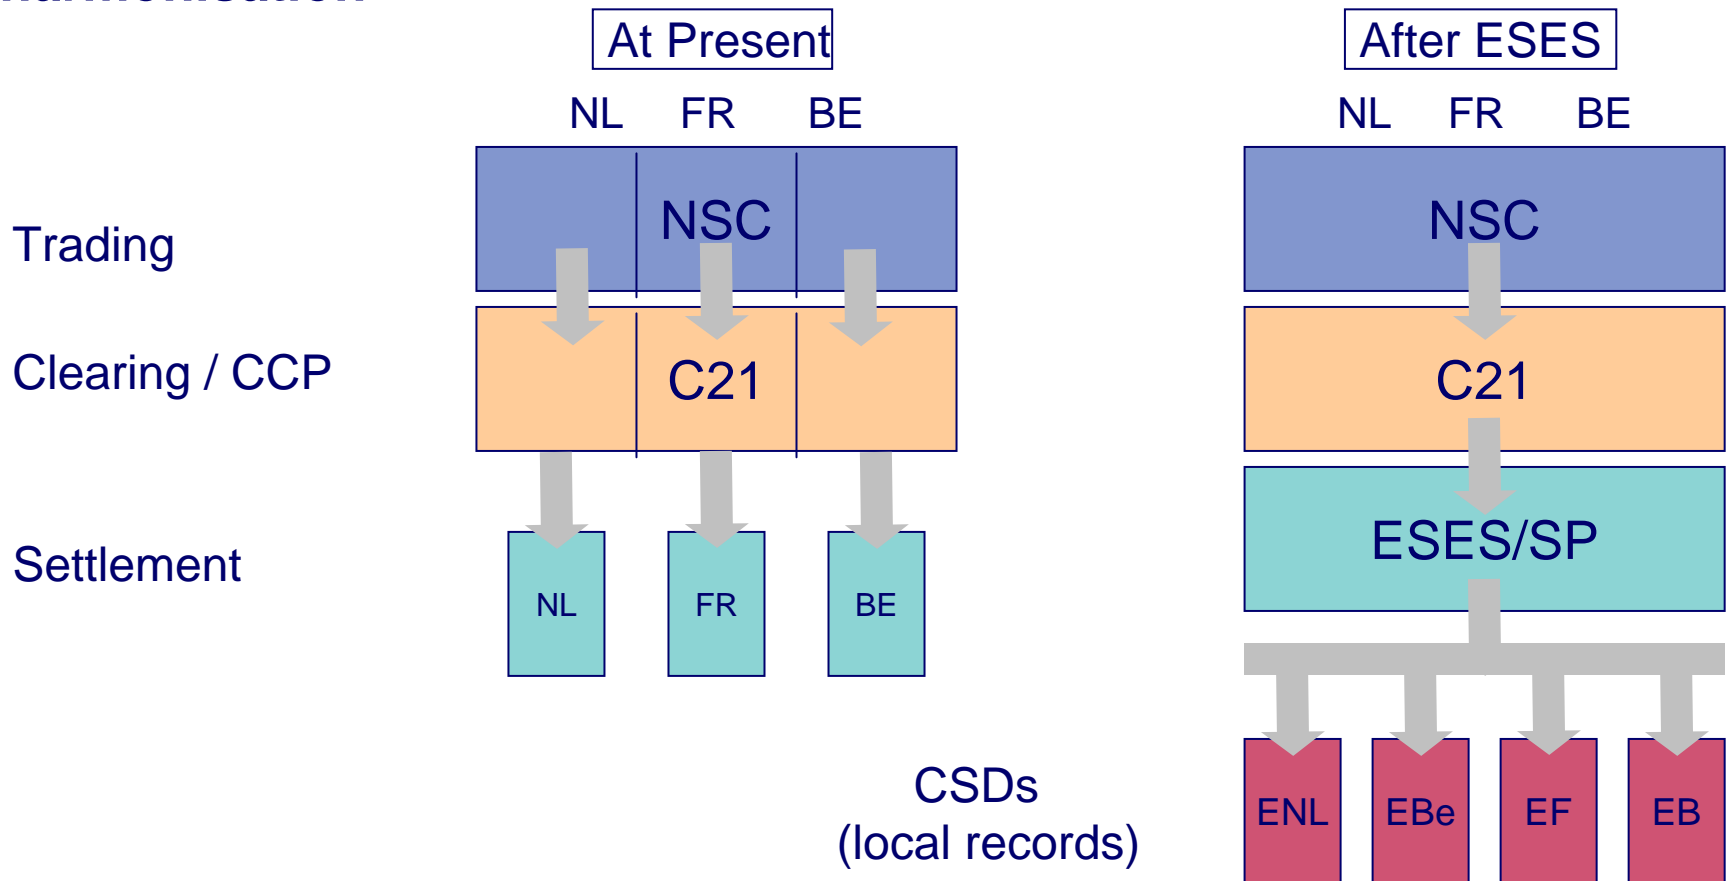 harmonisation
At Present
After ESES
NL FR BE
NL FR BE
Trading
NSC
NSC
Clearing / CCP
C21
C21
Settlement
NL
FR
BE
ESES/SP
CSDs
(local records)
ENL
EBe
EF
EB